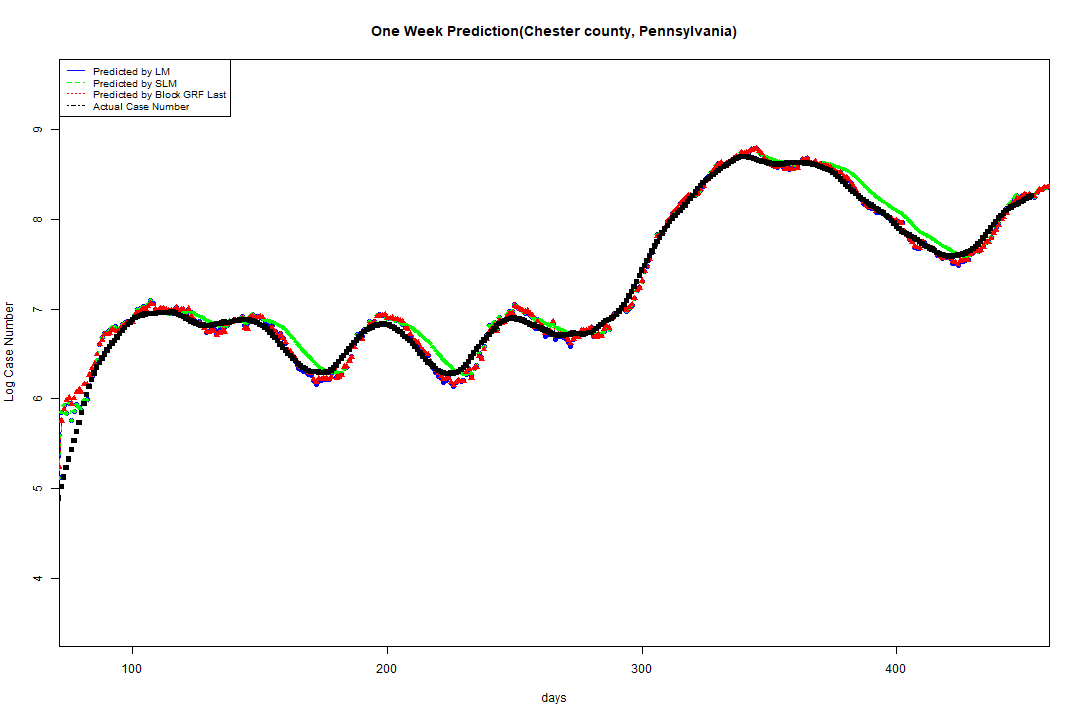 One Week Prediction(Chester county, Pennsylvania)
Predicted by LM
Predicted by SLM
Predicted by Block GRF Last
Actual Case Number
9
8
7
6
5
4
Log Case Number
100
200
300
400
days